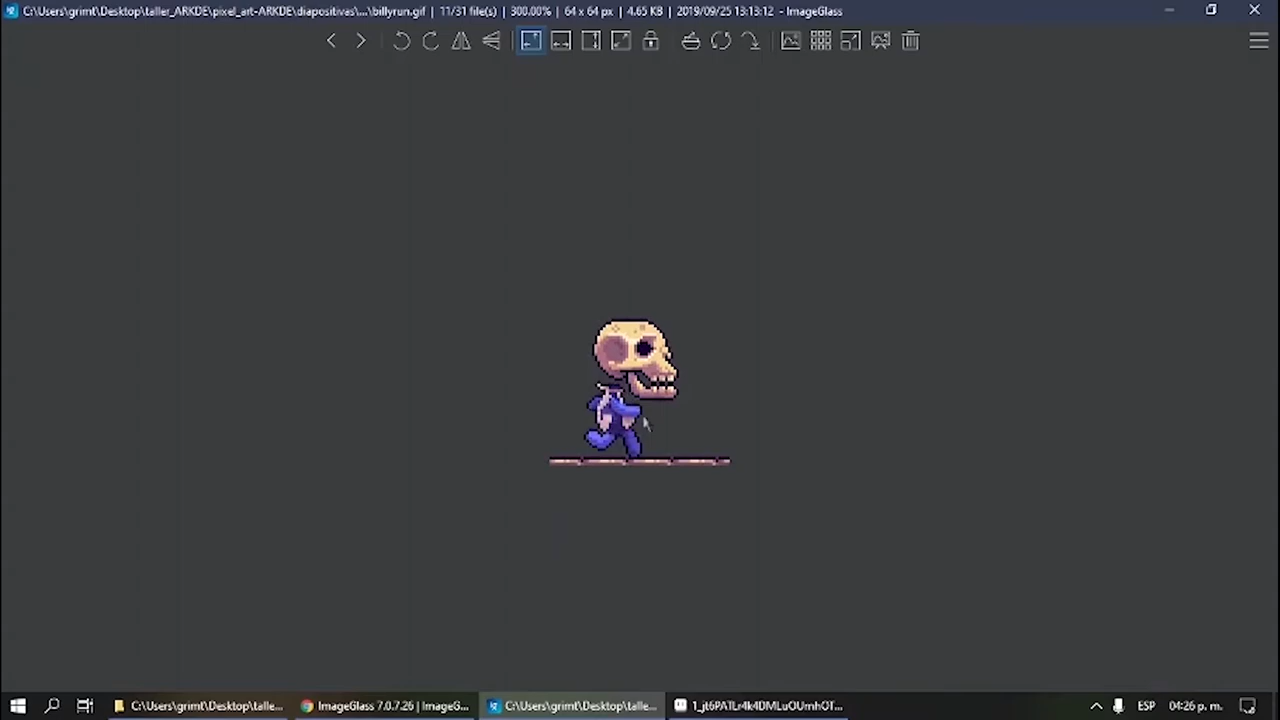 C:\Users\grimt\Desktop\taller_ARKDE\pixel_art-ARKDE\diapositivas\...\billyrun.gif | 11/31 file(s) | 300.00% | 64 x 64 px | 4.65 KB | 2019/09/25 13:13:12 - ImageGlass
C:\Users\grimt\Desktop\talle... ImageGlass 7.0.7.26 | ImageG... C:\Users\grimt\Desktop\talle... 1_jt6PATLr4k4DMLuOUmhOT... ESP 04:26 p. m.